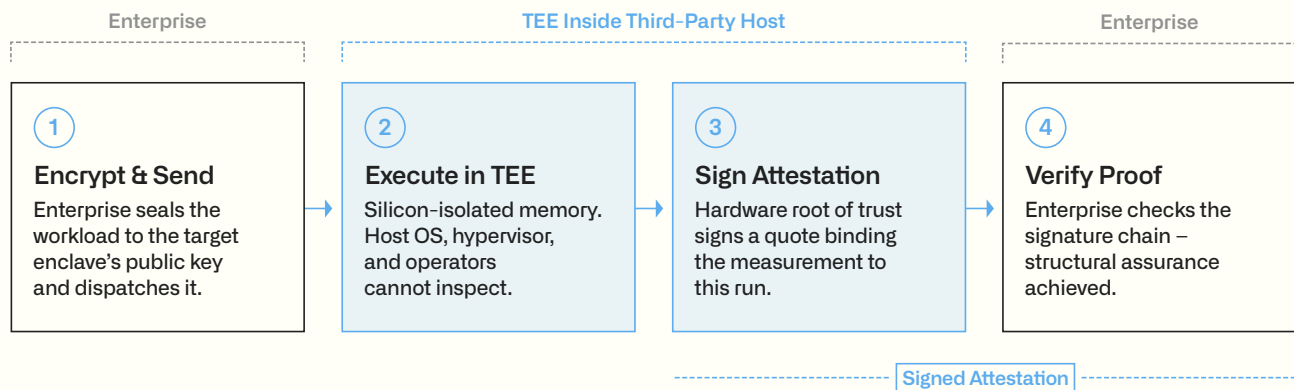 Enterprise
TEE Inside Third-Party Host
Enterprise
1
Encrypt & Send
Enterprise seals the
workload to the target
enclave's public key
and dispatches it.
2
Execute in TEE
Silicon-isolated memory.
Host OS, hypervisor,
and operators
cannot inspect.
3
Sign Attestation
Hardware root of trust
signs a quote binding
the measurement to
this run.
4
Verify Proof
Enterprise checks the
signature chain –
structural assurance
achieved.
Signed Attestation